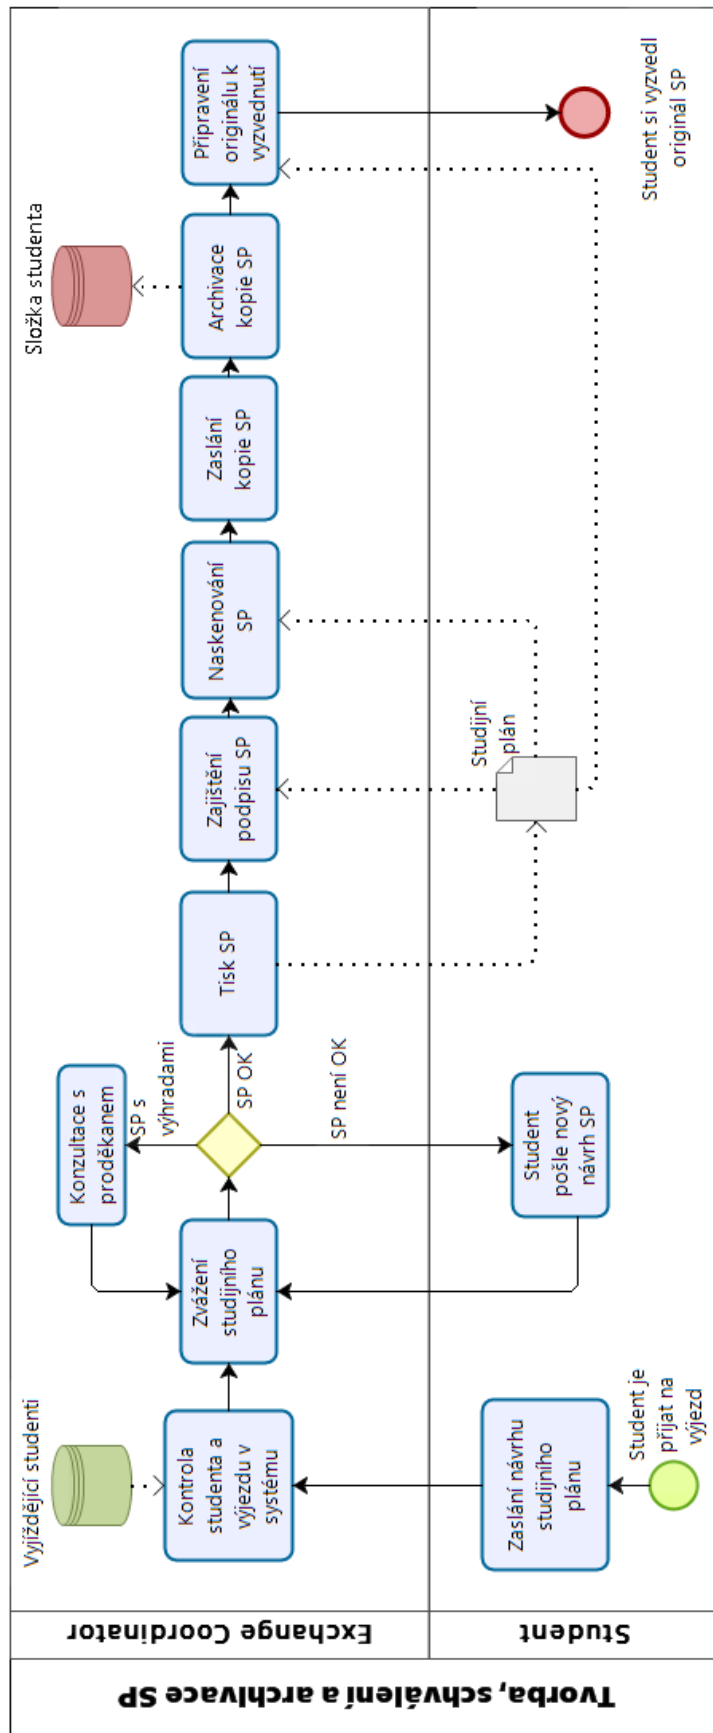 Tvorba, schválení a archivace SP
Exchange Coordinator
Student
Vyjíždějící studenti
Kontrola
studenta a
výjezdu v
systému
Zvážení
studijního
plánu
Konzultace s
proděkanem
SP s
výhradami
SP OK
SP není OK
Tisk SP
Zajištění
podpisu SP
Naskenování
SP
Zaslání
kopie SP
Archivace
kopie SP
Složka studenta
Připravení
originálu k
vyzvednutí
Student je
přijat na
výjezd
Zaslání návrhu
studijního
plánu
Student
pošle nový
návrh SP
Studijní
plán
Student si vyzvedl
originál SP